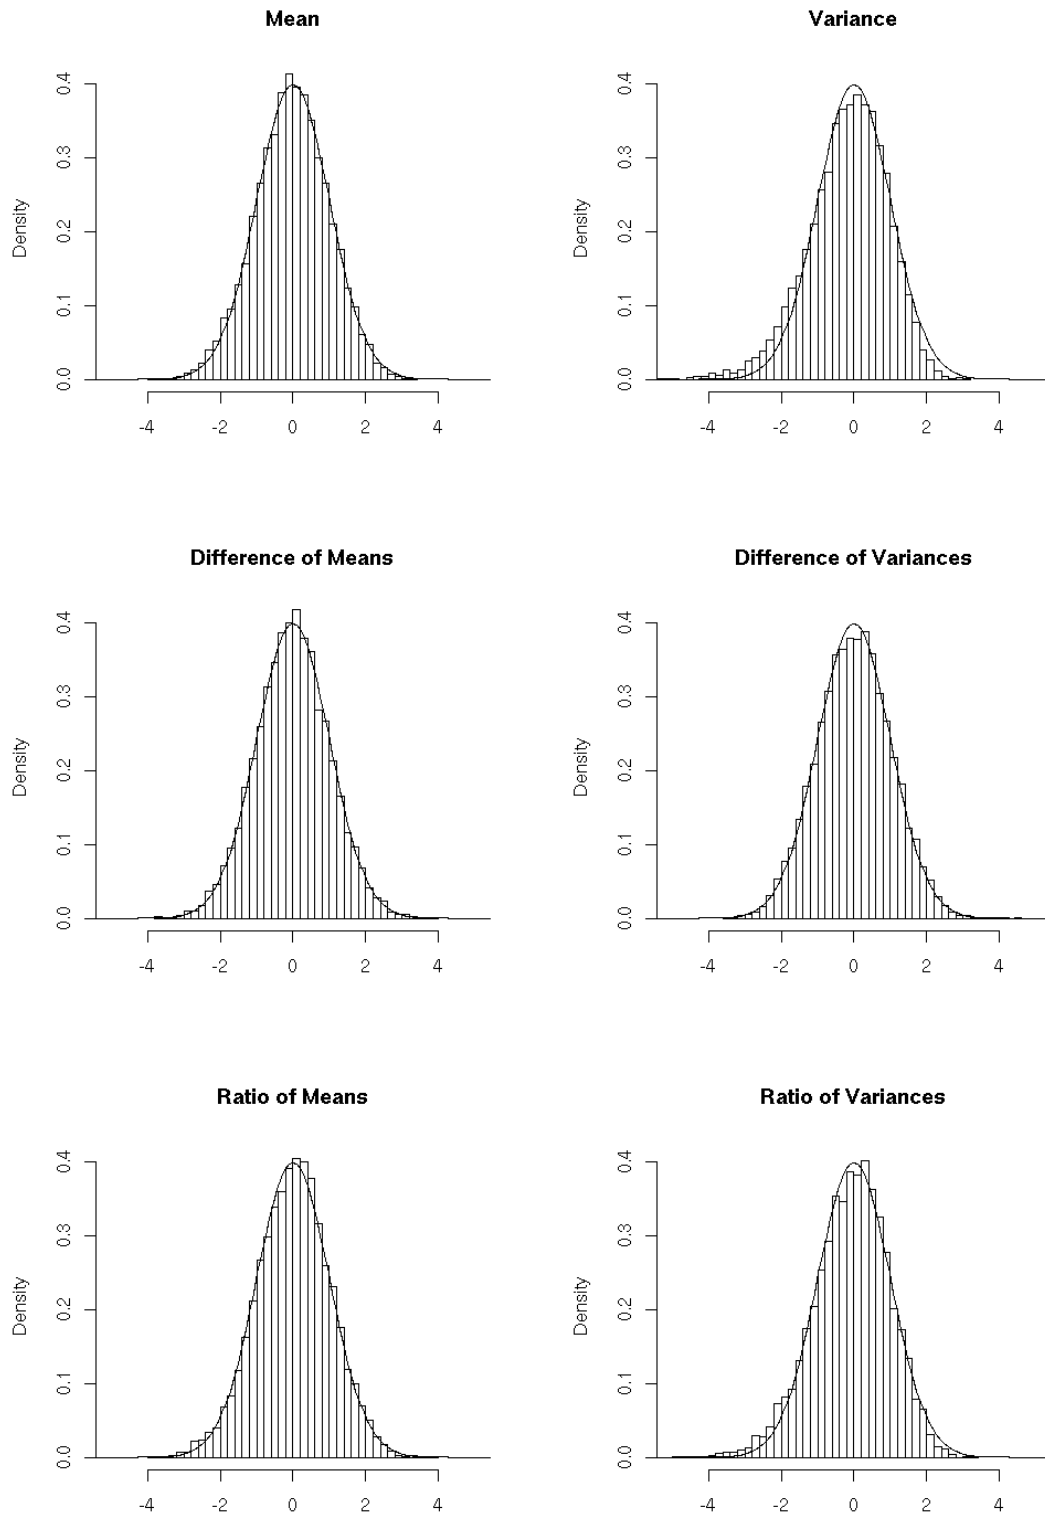 Mean
Density
0.0 0.1 0.2 0.3 0.4
-4 -2 0 2 4
Variance
Density
0.0 0.1 0.2 0.3 0.4
-4 -2 0 2 4
Difference of Means
Density
0.0 0.1 0.2 0.3 0.4
-4 -2 0 2 4
Difference of Variances
Density
0.0 0.1 0.2 0.3 0.4
-4 -2 0 2 4
Ratio of Means
Density
0.0 0.1 0.2 0.3 0.4
-4 -2 0 2 4
Ratio of Variances
Density
0.0 0.1 0.2 0.3 0.4
-4 -2 0 2 4